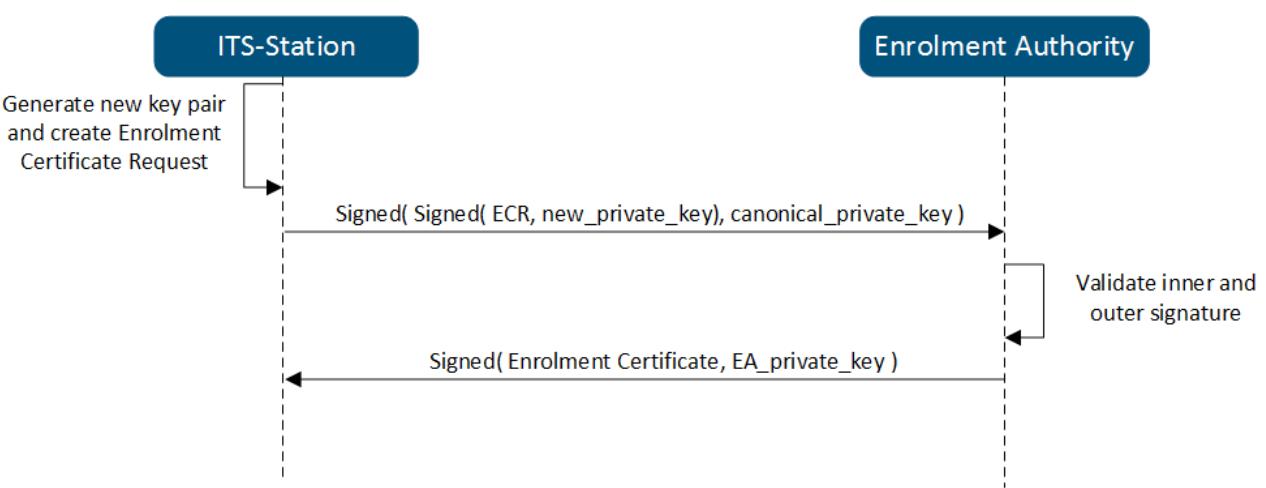 ITS-Station
Enrolment Authority
Generate new key pair
and create Enrolment
Certificate Request
Signed( Signed( ECR, new_private_key), canonical_private_key )
Validate inner and
outer signature
Signed( Enrolment Certificate, EA_private_key )